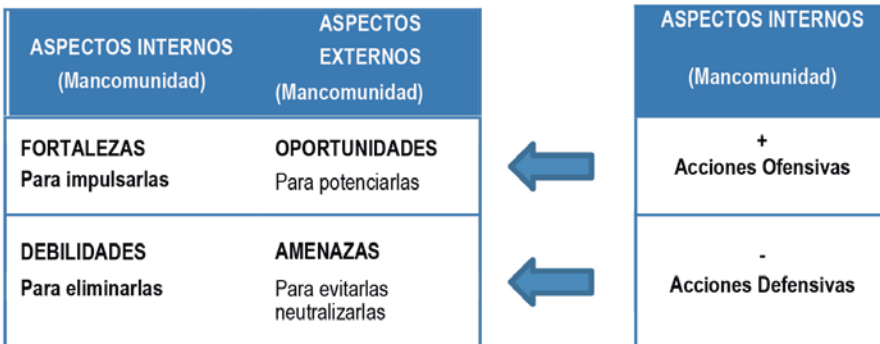 ASPECTOS INTERNOS
(Mancomunidad)
ASPECTOS
EXTERNOS
(Mancomunidad)
FORTALEZAS
Para impulsarlas
OPORTUNIDADES
Para potenciarlas
DEBILIDADES
Para eliminarlas
AMENAZAS
Para evitarlas
neutralizarlas
ASPECTOS INTERNOS
(Mancomunidad)
+
Acciones Ofensivas
-
Acciones Defensivas